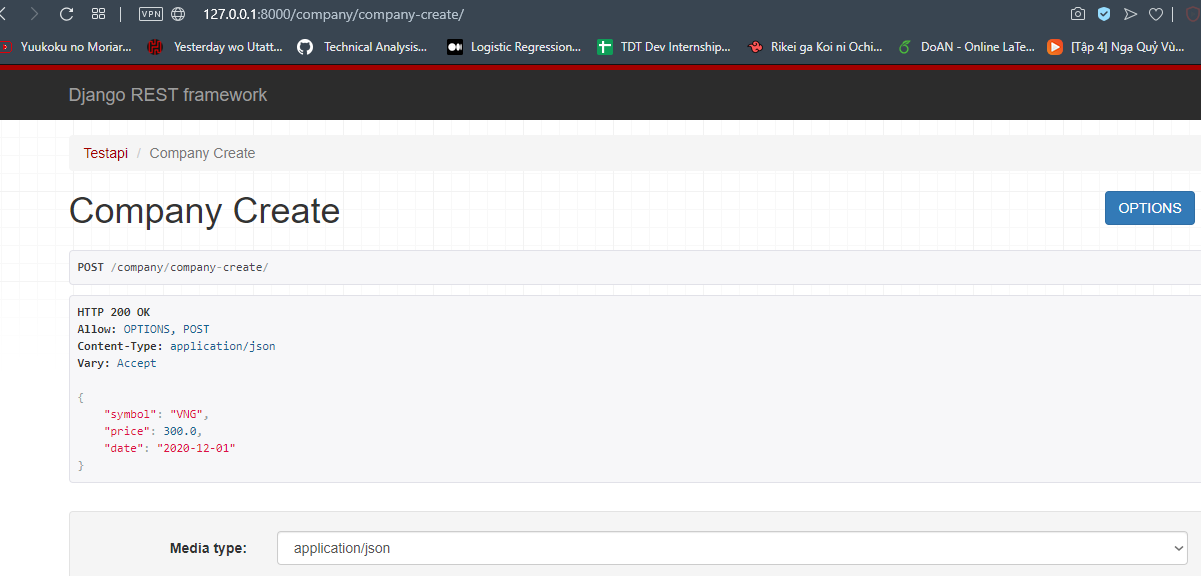 VPN 127.0.0.1:8000/company/company-create/
Yuukoku no Moriar... Yesterday wo Utatt... Technical Analysis... Logistic Regression... TDT Dev Internship... Rikei ga Koi ni Ochi... DoAN - Online LaTe... [Tập 4] Ngạ Quỷ Vù...
Django REST framework
Testapi / Company Create
Company Create
OPTIONS
POST /company/company-create/
HTTP 200 OK
Allow: OPTIONS, POST
Content-Type: application/json
Vary: Accept
{
"symbol": "VNG",
"price": 300.0,
"date": "2020-12-01"
}
Media type: application/json